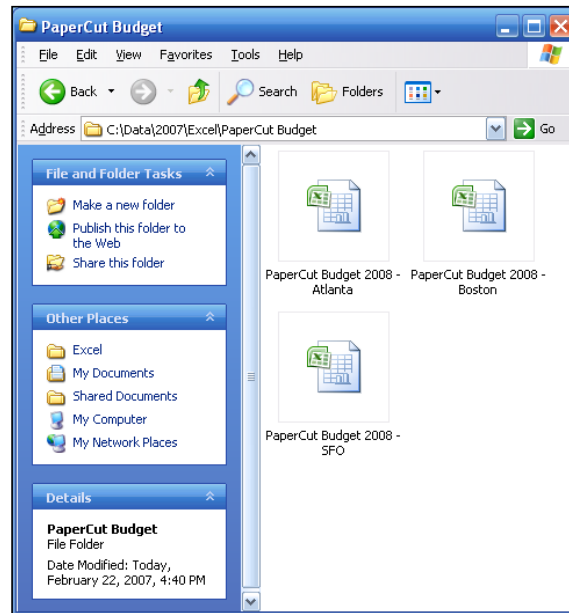 PaperCut Budget
File Edit View Favorites Tools Help
Back Search Folders
Address C:\Data\2007\Excel\PaperCut Budget Go
File and Folder Tasks
Make a new folder
Publish this folder to
the Web
Share this folder
Other Places
Excel
My Documents
Shared Documents
My Computer
My Network Places
Details
PaperCut Budget
File Folder
Date Modified: Today,
February 22, 2007, 4:40 PM
PaperCut Budget 2008 -
Atlanta
PaperCut Budget 2008 -
Boston
PaperCut Budget 2008 -
SFO